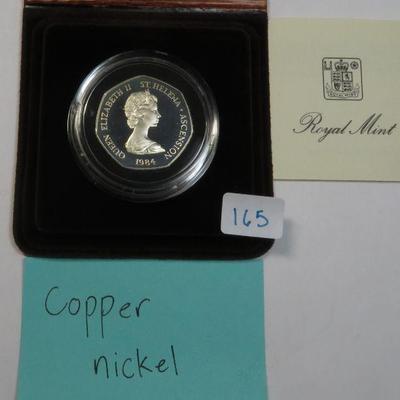 QUEEN ELIZABETH II ST. HELENA · ASCENSION
1984
Royal Mint
165
Copper
nickel